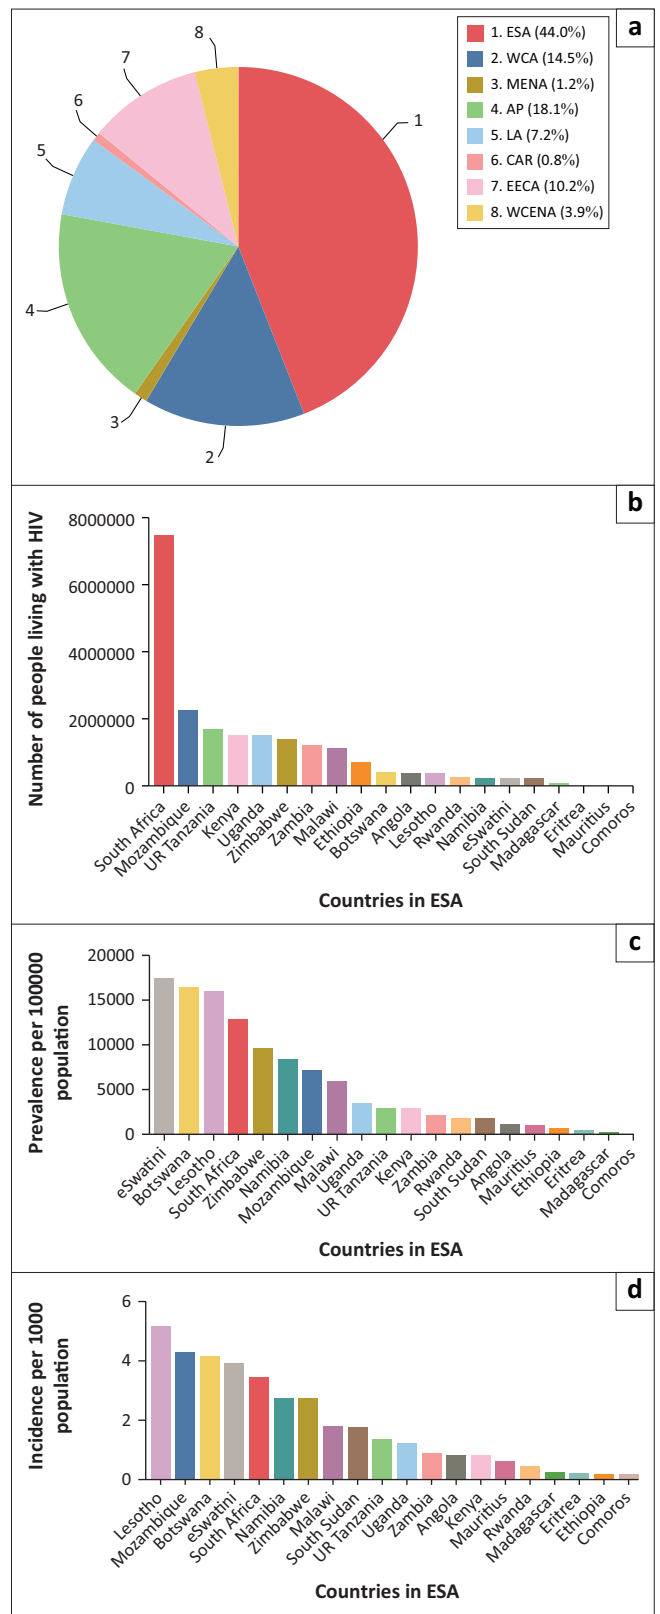 a
1. ESA (44.0%)
2. WCA (14.5%)
3. MENA (1.2%)
4. AP (18.1%)
5. LA (7.2%)
6. CAR (0.8%)
7. EECA (10.2%)
8. WCENA (3.9%)
8
7
6
5
4
3
2
1
b
Number of people living with HIV
8000000
6000000
4000000
2000000
0
South Africa
Mozambique
UR Tanzania
Kenya
Uganda
Zimbabwe
Zambia
Malawi
Ethiopia
Botswana
Angola
Lesotho
Rwanda
Namibia
eSwatini
South Sudan
Madagascar
Eritrea
Mauritius
Comoros
Countries in ESA
c
Prevalence per 100000
population
20000
15000
10000
5000
0
eSwatini
Botswana
Lesotho
South Africa
Zimbabwe
Namibia
Mozambique
Malawi
Uganda
UR Tanzania
Kenya
Zambia
Rwanda
South Sudan
Angola
Mauritius
Ethiopia
Eritrea
Madagascar
Comoros
Countries in ESA
d
Incidence per 1000
population
6
4
2
0
Lesotho
Mozambique
Botswana
eSwatini
South Africa
Namibia
Zimbabwe
Malawi
South Sudan
UR Tanzania
Uganda
Zambia
Angola
Kenya
Mauritius
Rwanda
Madagascar
Eritrea
Ethiopia
Comoros
Countries in ESA